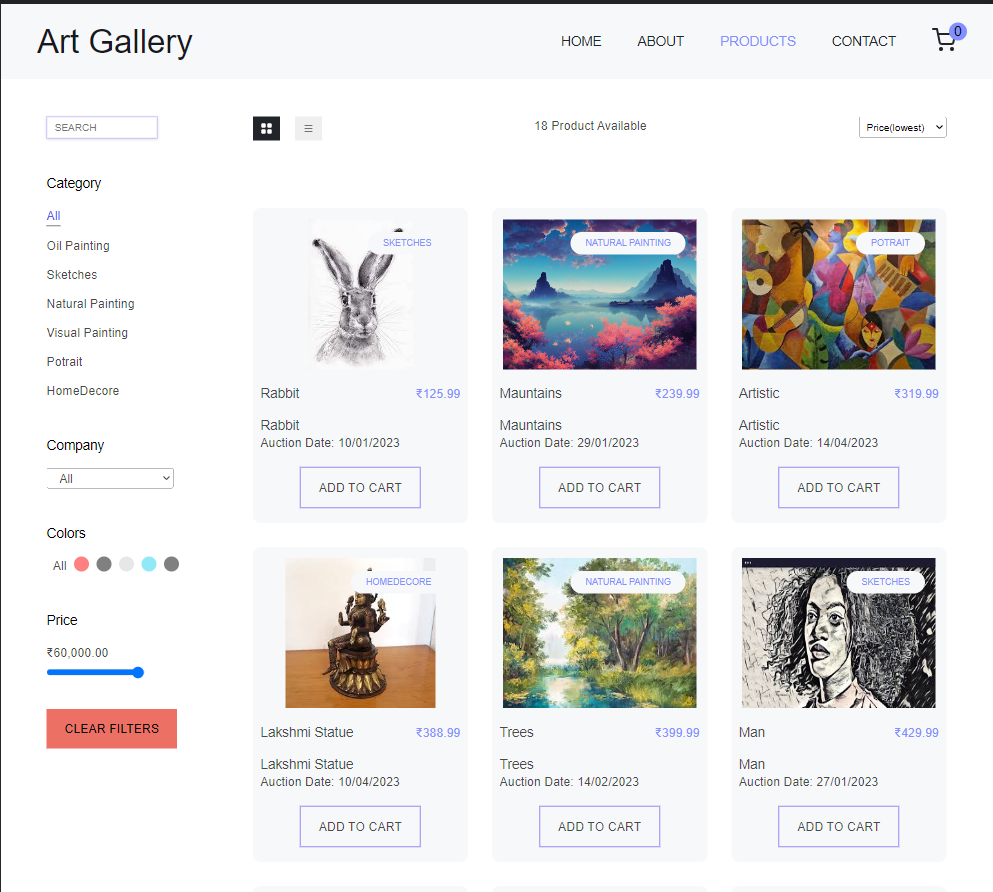 Art Gallery
HOME ABOUT PRODUCTS CONTACT 0
SEARCH
18 Product Available
Price(lowest)
Category
All
Oil Painting
Sketches
Natural Painting
Visual Painting
Potrait
HomeDecore
Company
All
Colors
All
Price
₹60,000.00
CLEAR FILTERS
SKETCHES
Rabbit ₹125.99
Rabbit
Auction Date: 10/01/2023
ADD TO CART
NATURAL PAINTING
Mauntains ₹239.99
Mauntains
Auction Date: 29/01/2023
ADD TO CART
POTRAIT
Artistic ₹319.99
Artistic
Auction Date: 14/04/2023
ADD TO CART
HOMEDECORE
Lakshmi Statue ₹388.99
Lakshmi Statue
Auction Date: 10/04/2023
ADD TO CART
NATURAL PAINTING
Trees ₹399.99
Trees
Auction Date: 14/02/2023
ADD TO CART
SKETCHES
Man ₹429.99
Man
Auction Date: 27/01/2023
ADD TO CART